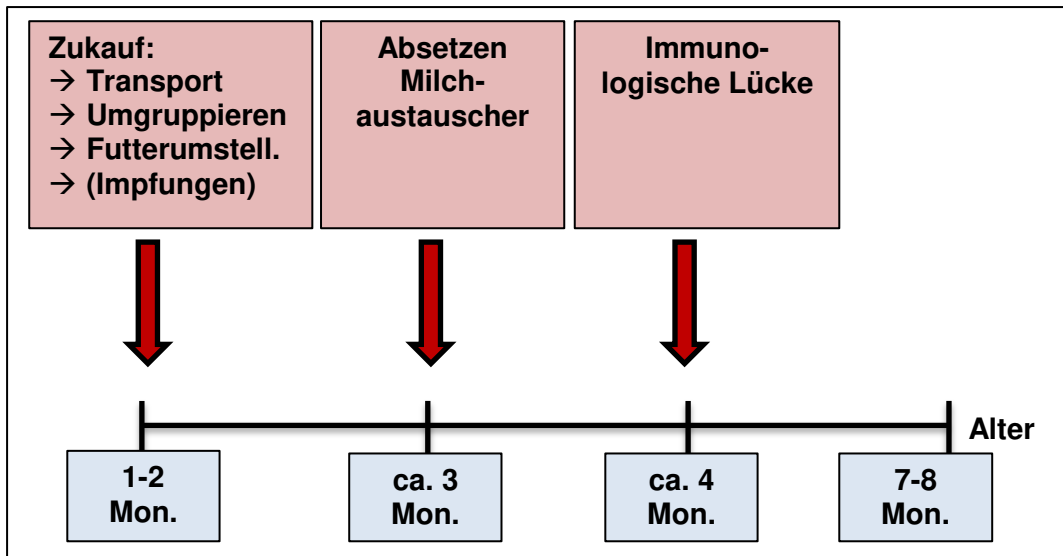 Zukauf:
→ Transport
→ Umgruppieren
→ Futterumstell.
→ (Impfungen)
Absetzen
Milch-
austauscher
Immuno-
logische Lücke
Alter
1-2
Mon.
ca. 3
Mon.
ca. 4
Mon.
7-8
Mon.